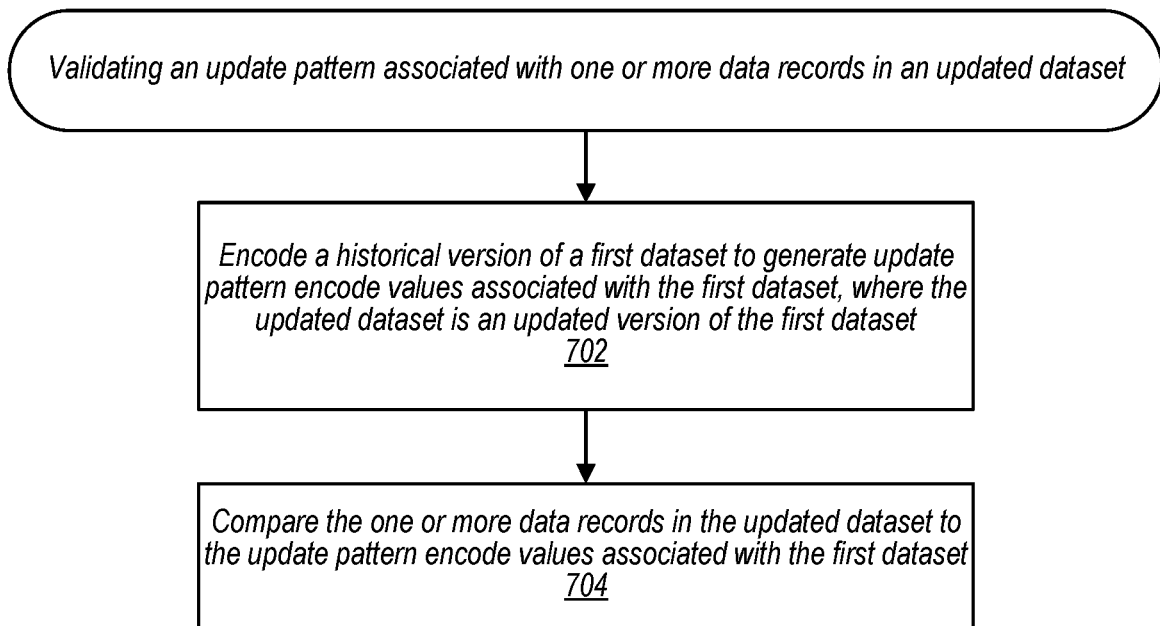 Validating an update pattern associated with one or more data records in an updated dataset
Encode a historical version of a first dataset to generate update
pattern encode values associated with the first dataset, where the
updated dataset is an updated version of the first dataset
702
Compare the one or more data records in the updated dataset to
the update pattern encode values associated with the first dataset
704